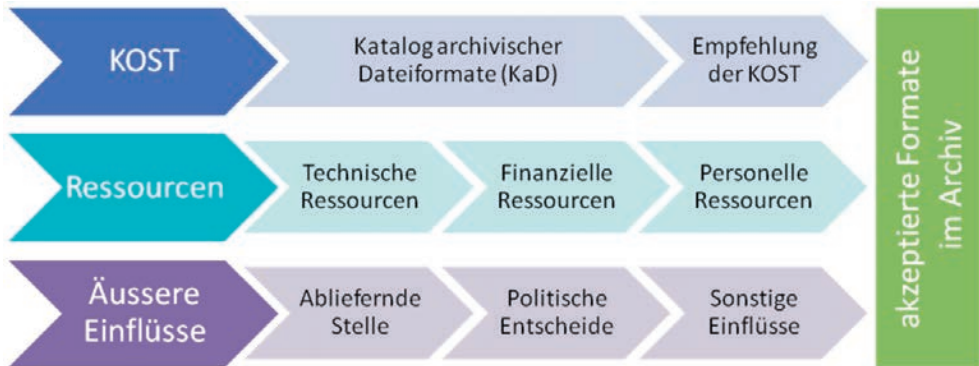 KOST
Katalog archivischer
Dateiformate (KaD)
Empfehlung
der KOST
Ressourcen
Technische
Ressourcen
Finanzielle
Ressourcen
Personelle
Ressourcen
Äussere
Einflüsse
Abliefernde
Stelle
Politische
Entscheide
Sonstige
Einflüsse
akzeptierte Formate
im Archiv